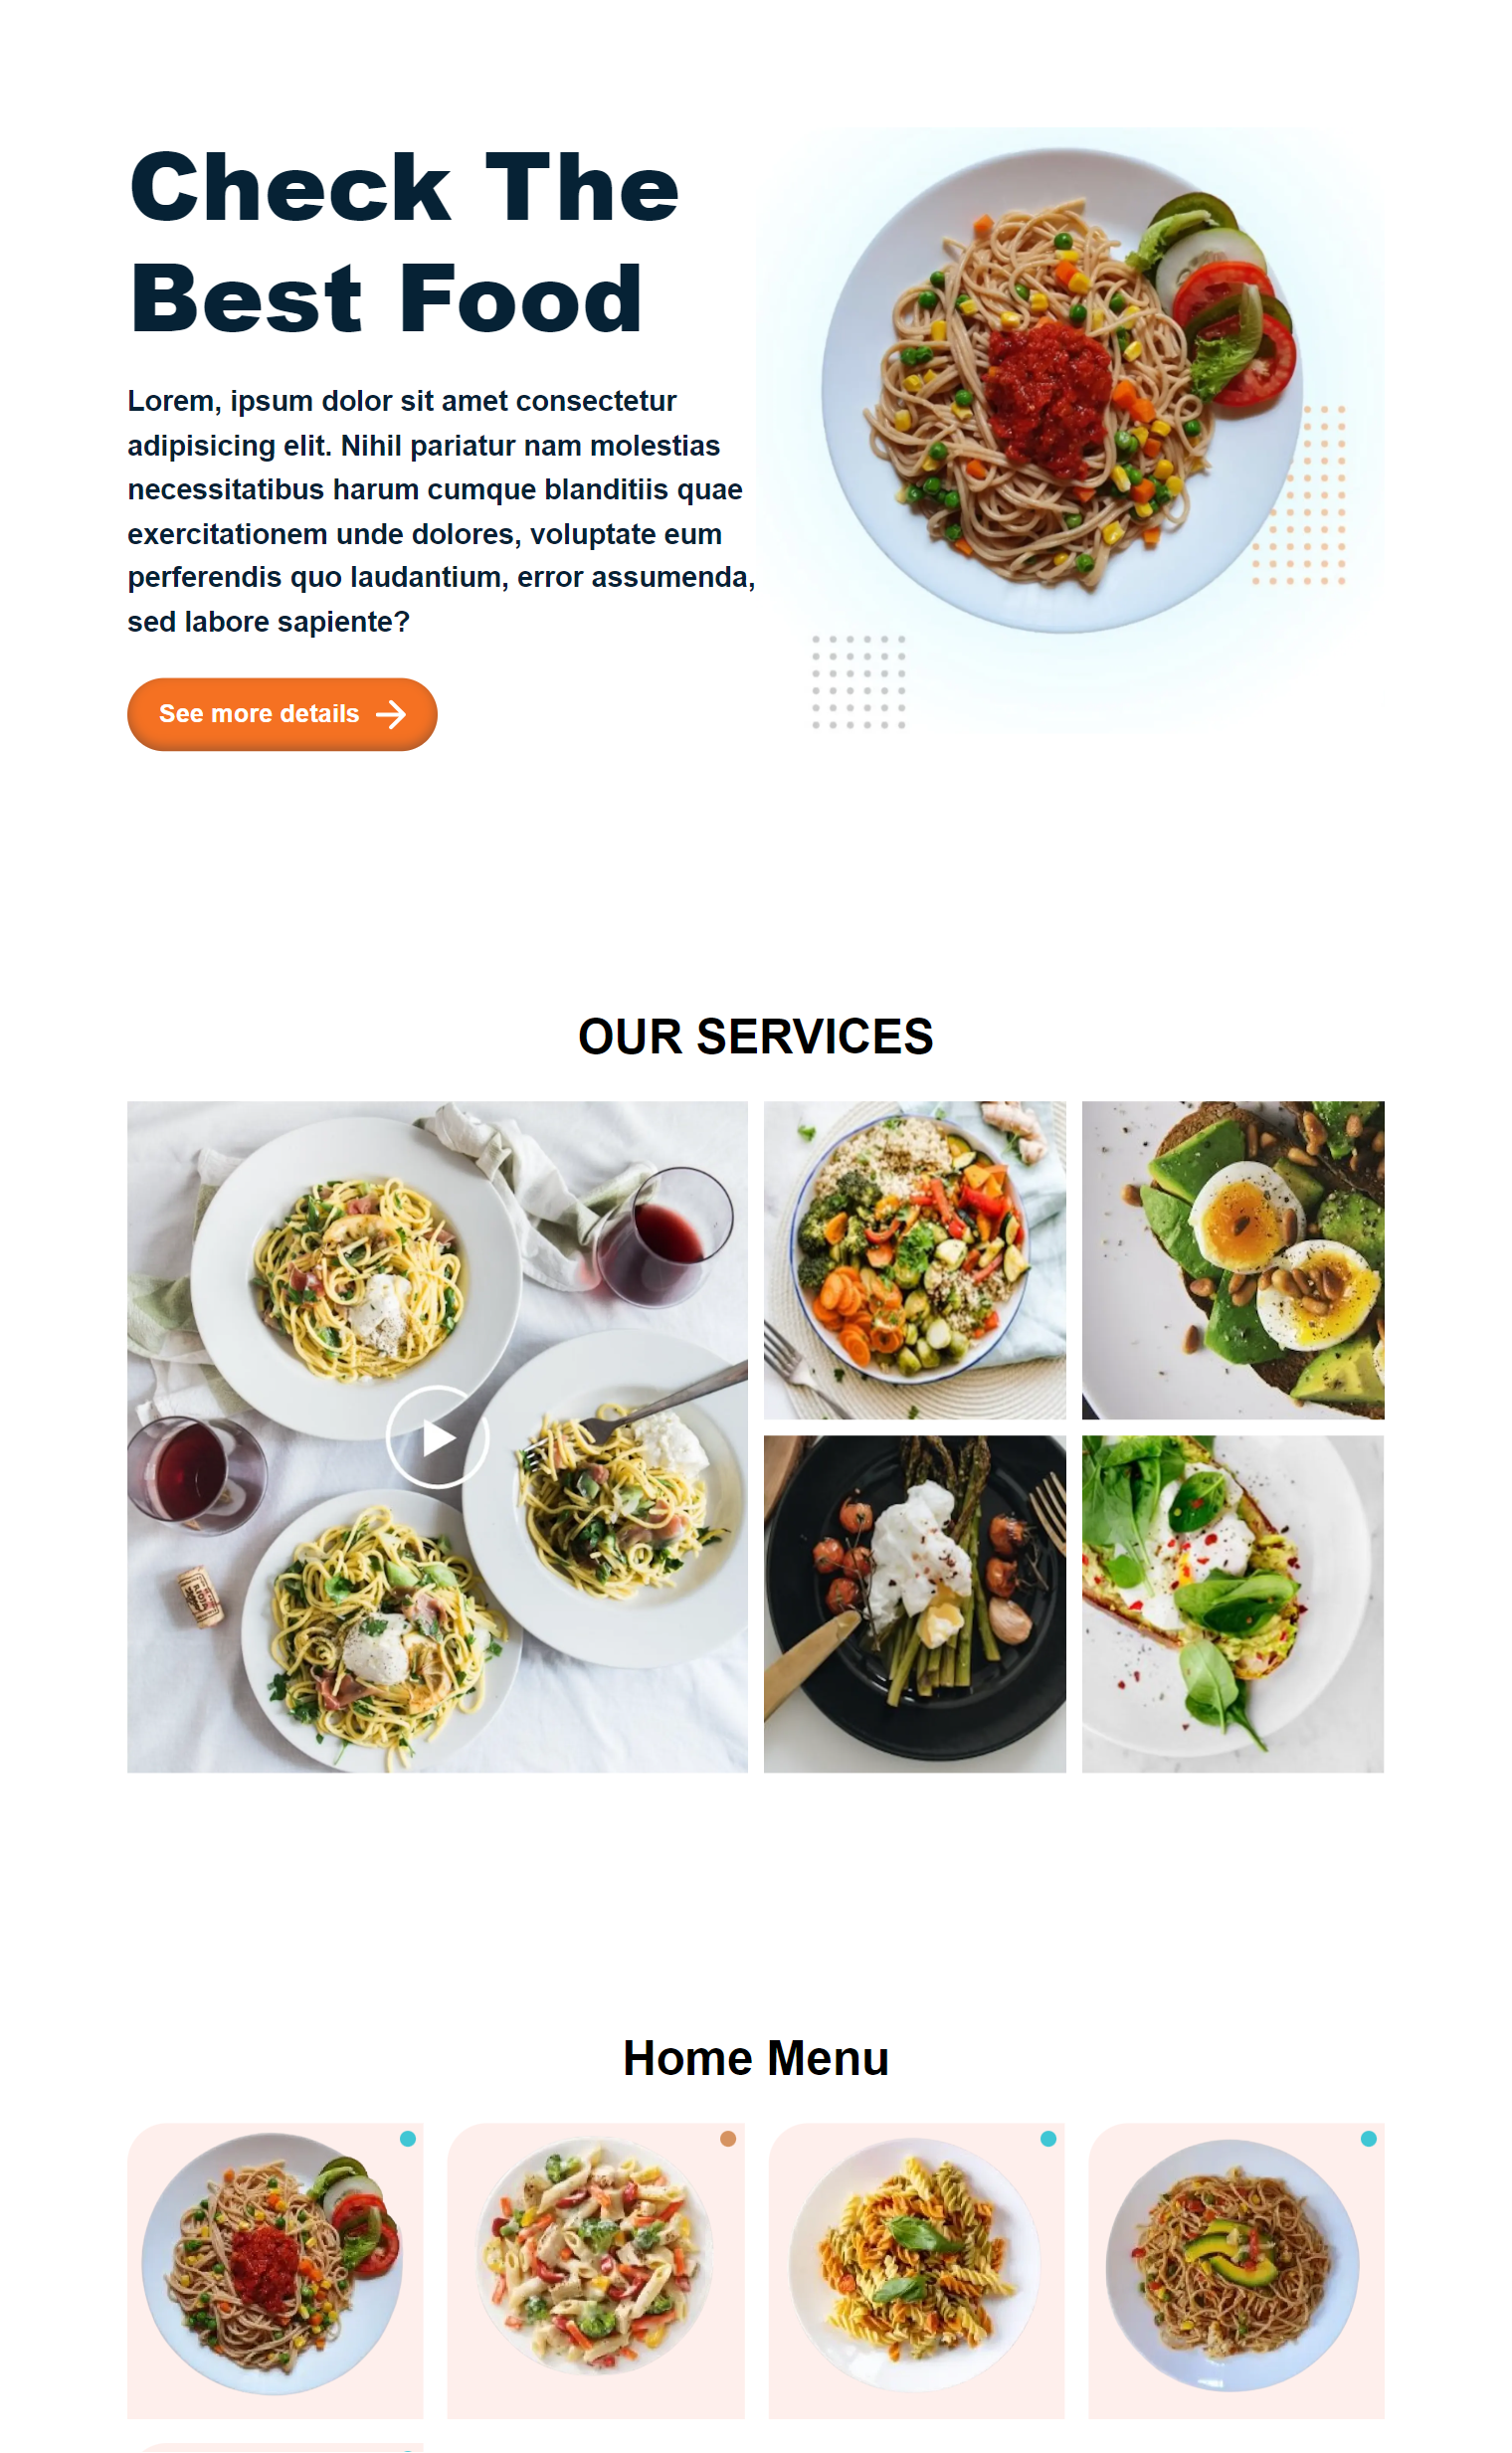 Check The
Best Food
Lorem, ipsum dolor sit amet consectetur
adipisicing elit. Nihil pariatur nam molestias
necessitatibus harum cumque blanditiis quae
exercitationem unde dolores, voluptate eum
perferendis quo laudantium, error assumenda,
sed labore sapiente?
See more details
OUR SERVICES
Home Menu